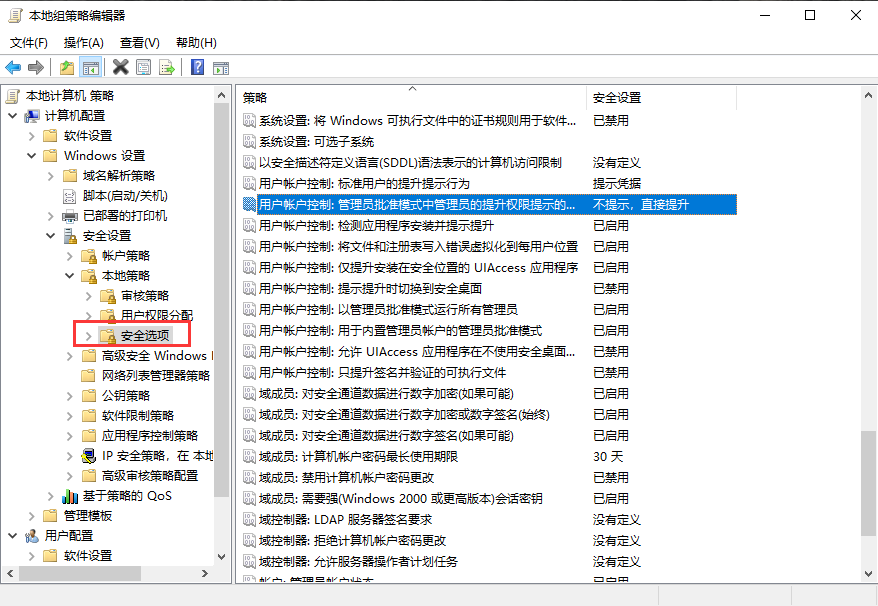 本地组策略编辑器
文件(F) 操作(A) 查看(V) 帮助(H)
本地计算机 策略
计算机配置
软件设置
Windows 设置
域名解析策略
脚本(启动/关机)
已部署的打印机
安全设置
帐户策略
本地策略
审核策略
用户权限分配
安全选项
高级安全 Windows
网络列表管理器策略
公钥策略
软件限制策略
应用程序控制策略
IP 安全策略，在 本地
高级审核策略配置
基于策略的 QoS
管理模板
用户配置
软件设置
策略 安全设置
系统设置: 将 Windows 可执行文件中的证书规则用于软件... 已禁用
系统设置: 可选子系统
以安全描述符定义语言(SDDL)语法表示的计算机访问限制 没有定义
用户帐户控制: 标准用户的提升提示行为 提示凭据
用户帐户控制: 管理员批准模式中管理员的提升权限提示的... 不提示，直接提升
用户帐户控制: 检测应用程序安装并提示提升 已启用
用户帐户控制: 将文件和注册表写入错误虚拟化到每用户位置 已启用
用户帐户控制: 仅提升安装在安全位置的 UIAccess 应用程序 已启用
用户帐户控制: 提示提升时切换到安全桌面 已禁用
用户帐户控制: 以管理员批准模式运行所有管理员 已启用
用户帐户控制: 用于内置管理员帐户的管理员批准模式 已启用
用户帐户控制: 允许 UIAccess 应用程序在不使用安全桌面... 已禁用
用户帐户控制: 只提升签名并验证的可执行文件 已禁用
域成员: 对安全通道数据进行数字加密(如果可能) 已启用
域成员: 对安全通道数据进行数字加密或数字签名(始终) 已启用
域成员: 对安全通道数据进行数字签名(如果可能) 已启用
域成员: 计算机帐户密码最长使用期限 30 天
域成员: 禁用计算机帐户密码更改 已禁用
域成员: 需要强(Windows 2000 或更高版本)会话密钥 已启用
域控制器: LDAP 服务器签名要求 没有定义
域控制器: 拒绝计算机帐户密码更改 没有定义
域控制器: 允许服务器操作者计划任务 没有定义
帐户: 管理员帐户状态 已启用